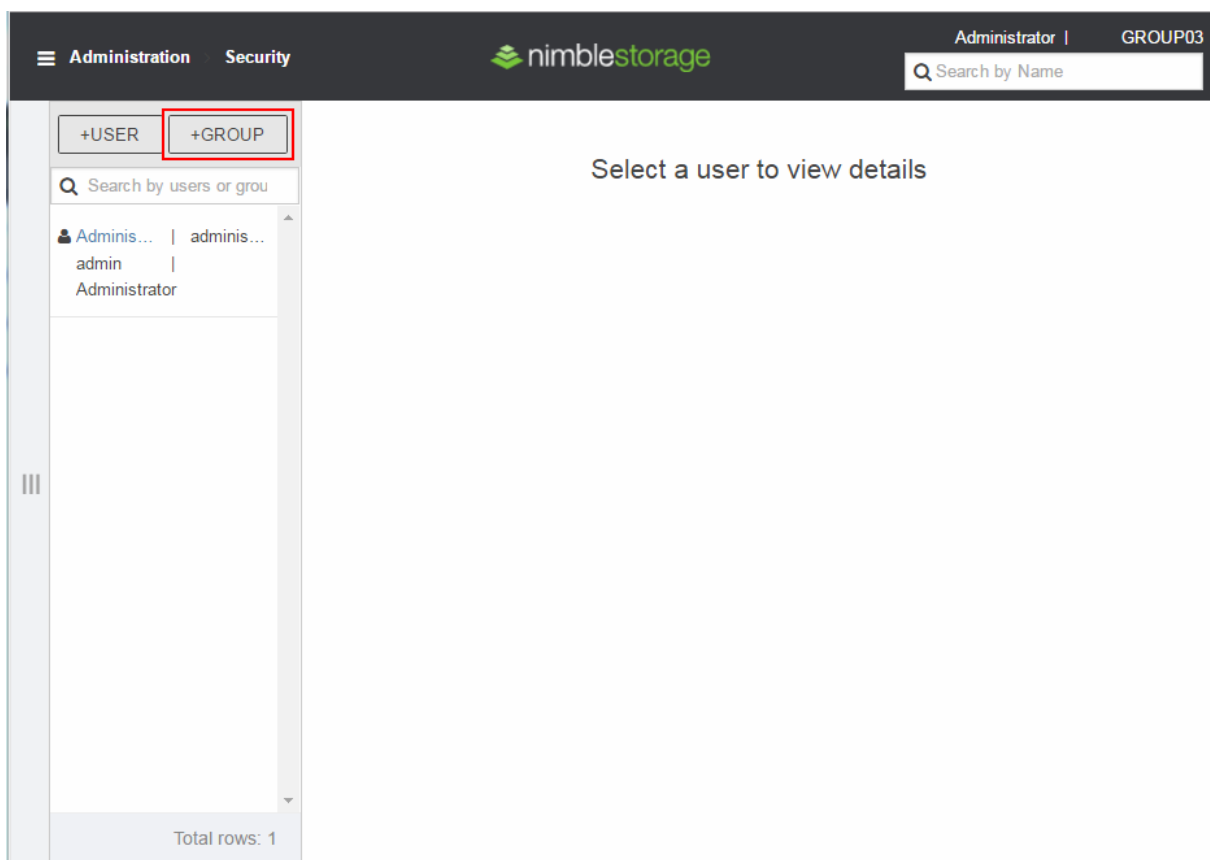 Administration > Security
nimblestorage
Administrator | GROUP03
Search by Name
+USER +GROUP
Search by users or grou
Adminis... | adminis...
admin |
Administrator
Total rows: 1
Select a user to view details